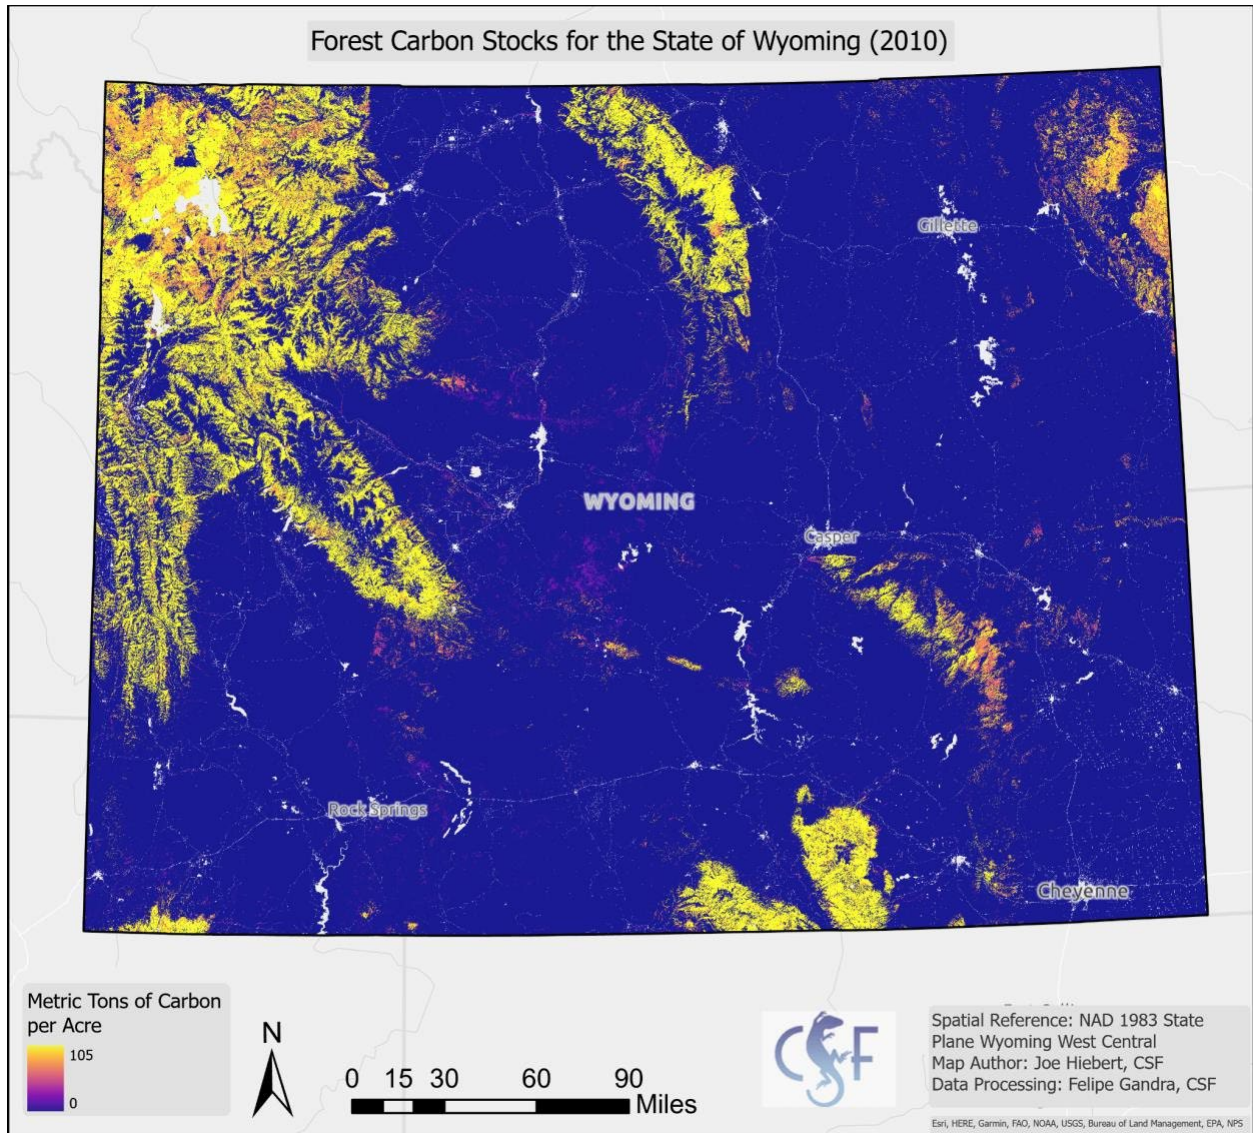 Forest Carbon Stocks for the State of Wyoming (2010)
Gillette
WYOMING
Casper
Rock Springs
Cheyenne
Metric Tons of Carbon
per Acre
105
0
N
0 15 30 60 90
Miles
CSF
Spatial Reference: NAD 1983 State
Plane Wyoming West Central
Map Author: Joe Hiebert, CSF
Data Processing: Felipe Gandra, CSF
Esri, HERE, Garmin, FAO, NOAA, USGS, Bureau of Land Management, EPA, NPS